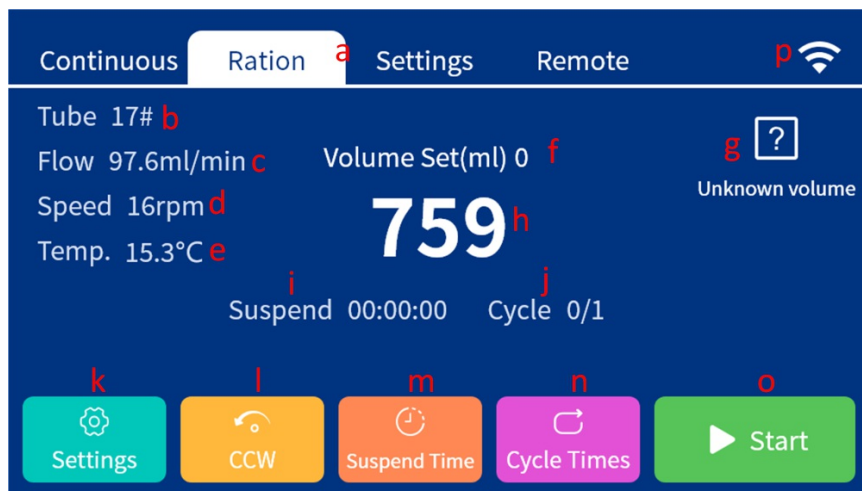 Continuous Ration a Settings Remote p
Tube 17# b
Flow 97.6ml/min c
Volume Set(ml) 0 f
g ?
Unknown volume
Speed 16rpm d
759 h
Temp. 15.3°C e
i j
Suspend 00:00:00 Cycle 0/1
k l m n o
Settings CCW Suspend Time Cycle Times Start